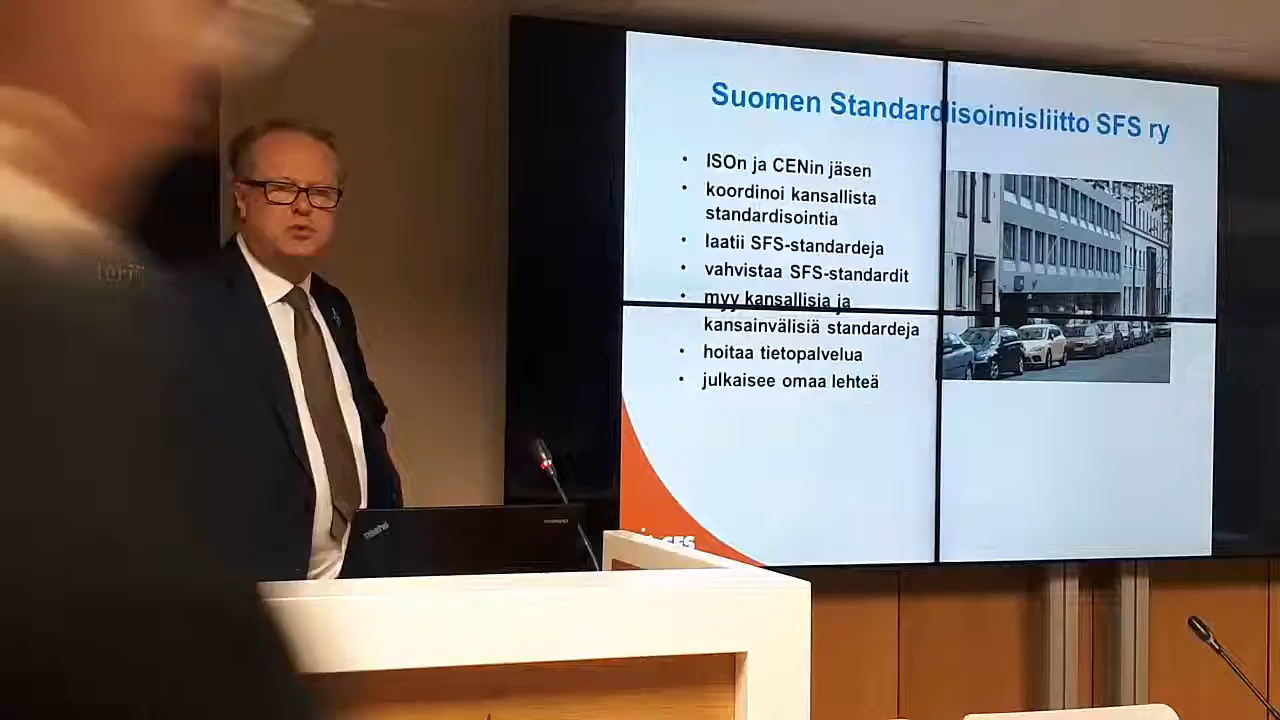 Suomen Standardisoimisliitto SFS ry
• ISOn ja CENin jäsen
• koordinoi kansallista
standardisointia
• laatii SFS-standardeja
• vahvistaa SFS-standardit
• myy kansallisia ja
kansainvälisiä standardeja
• hoitaa tietopalvelua
• julkaisee omaa lehteä
SFS